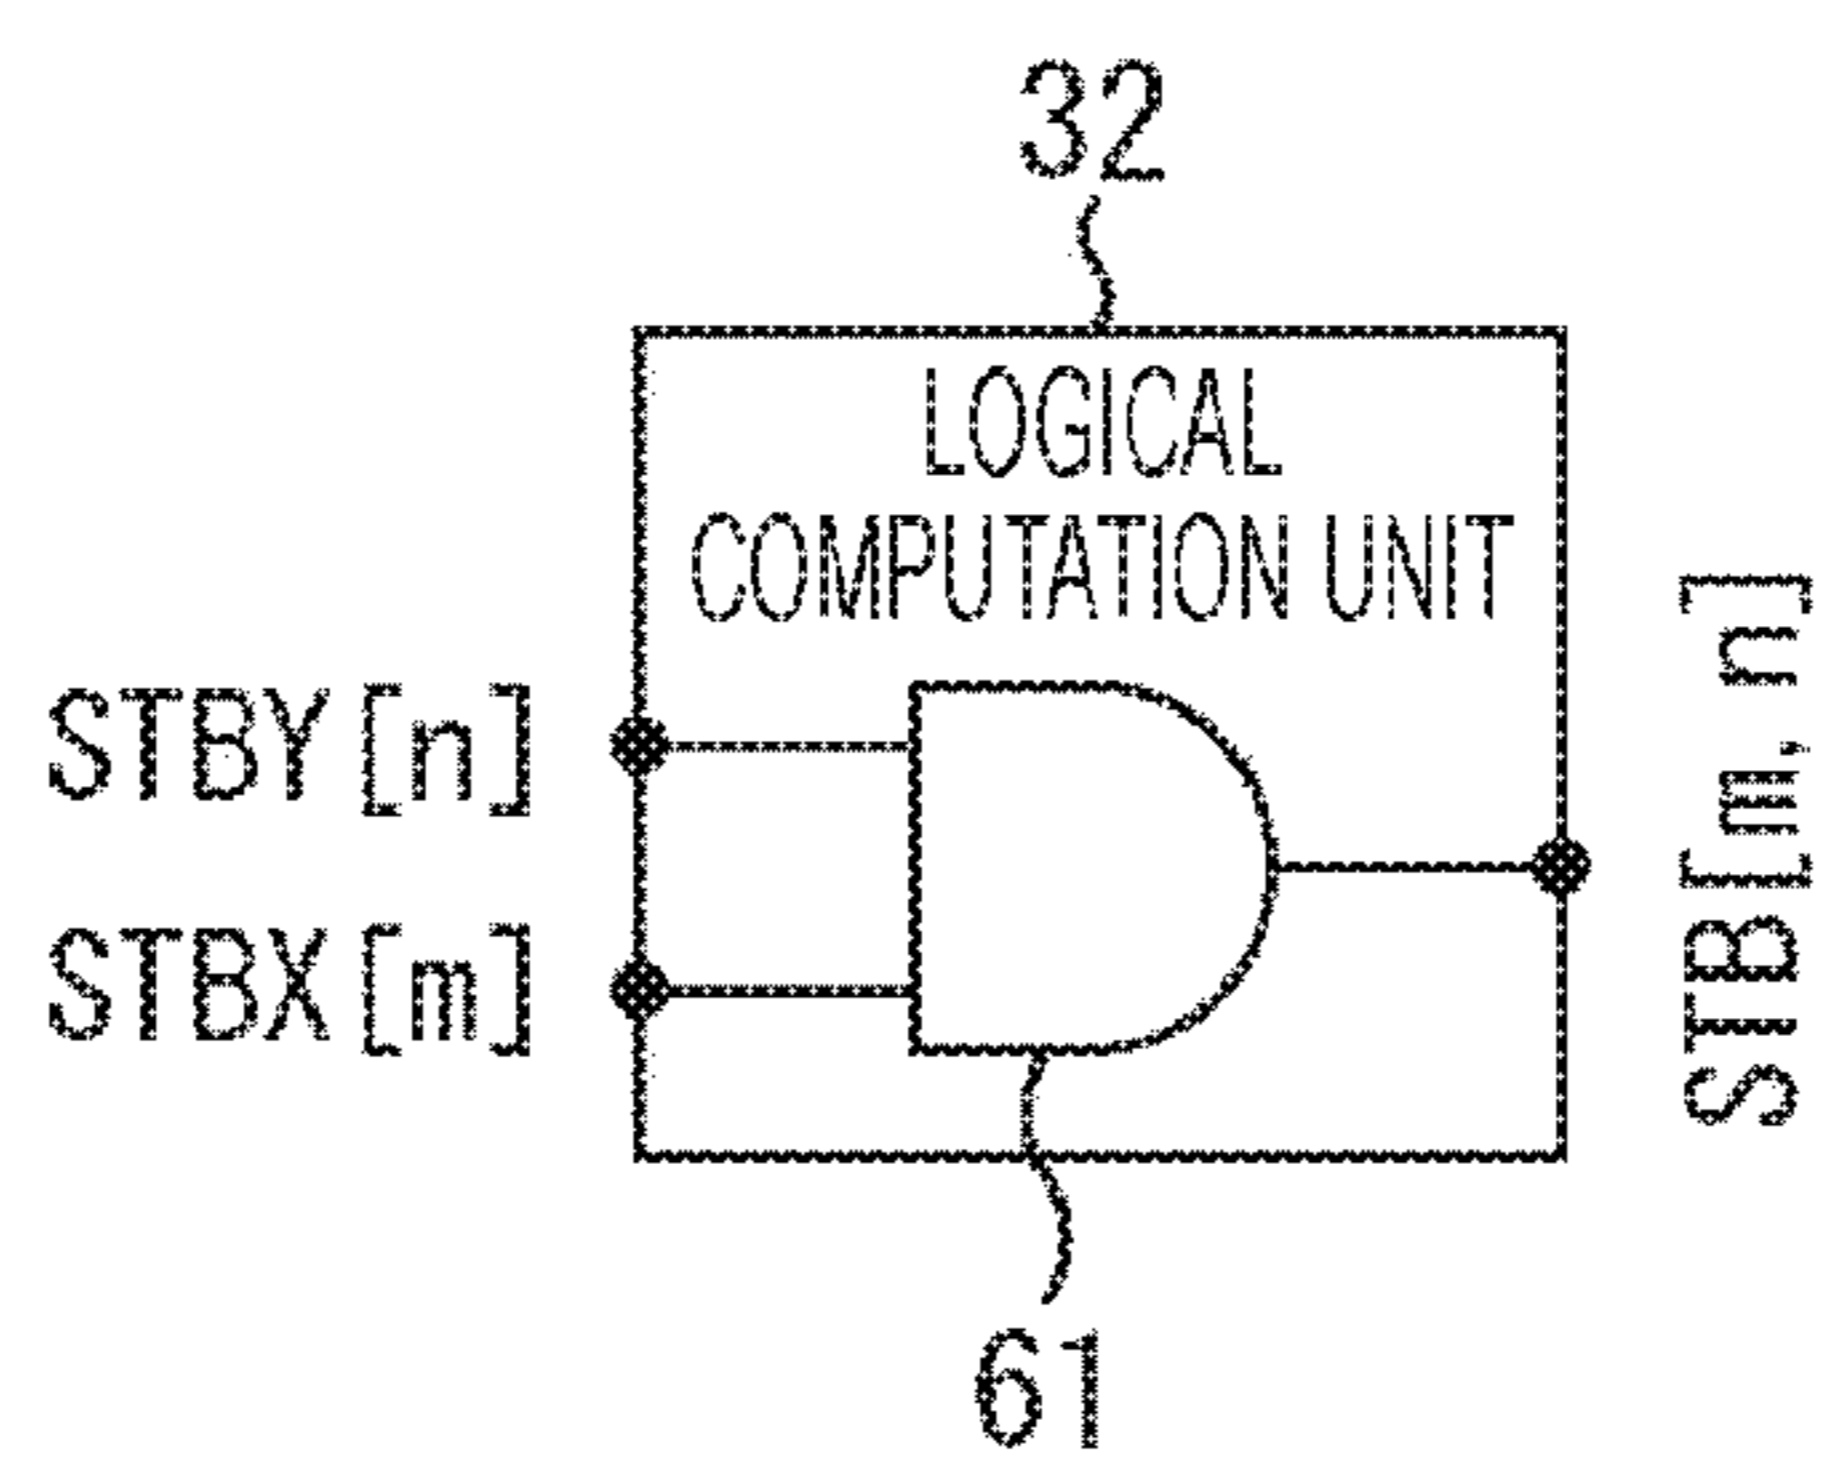 32
LOGICAL
COMPUTATION UNIT
STBY[n]
STBX[m]
STB[m, n]
61